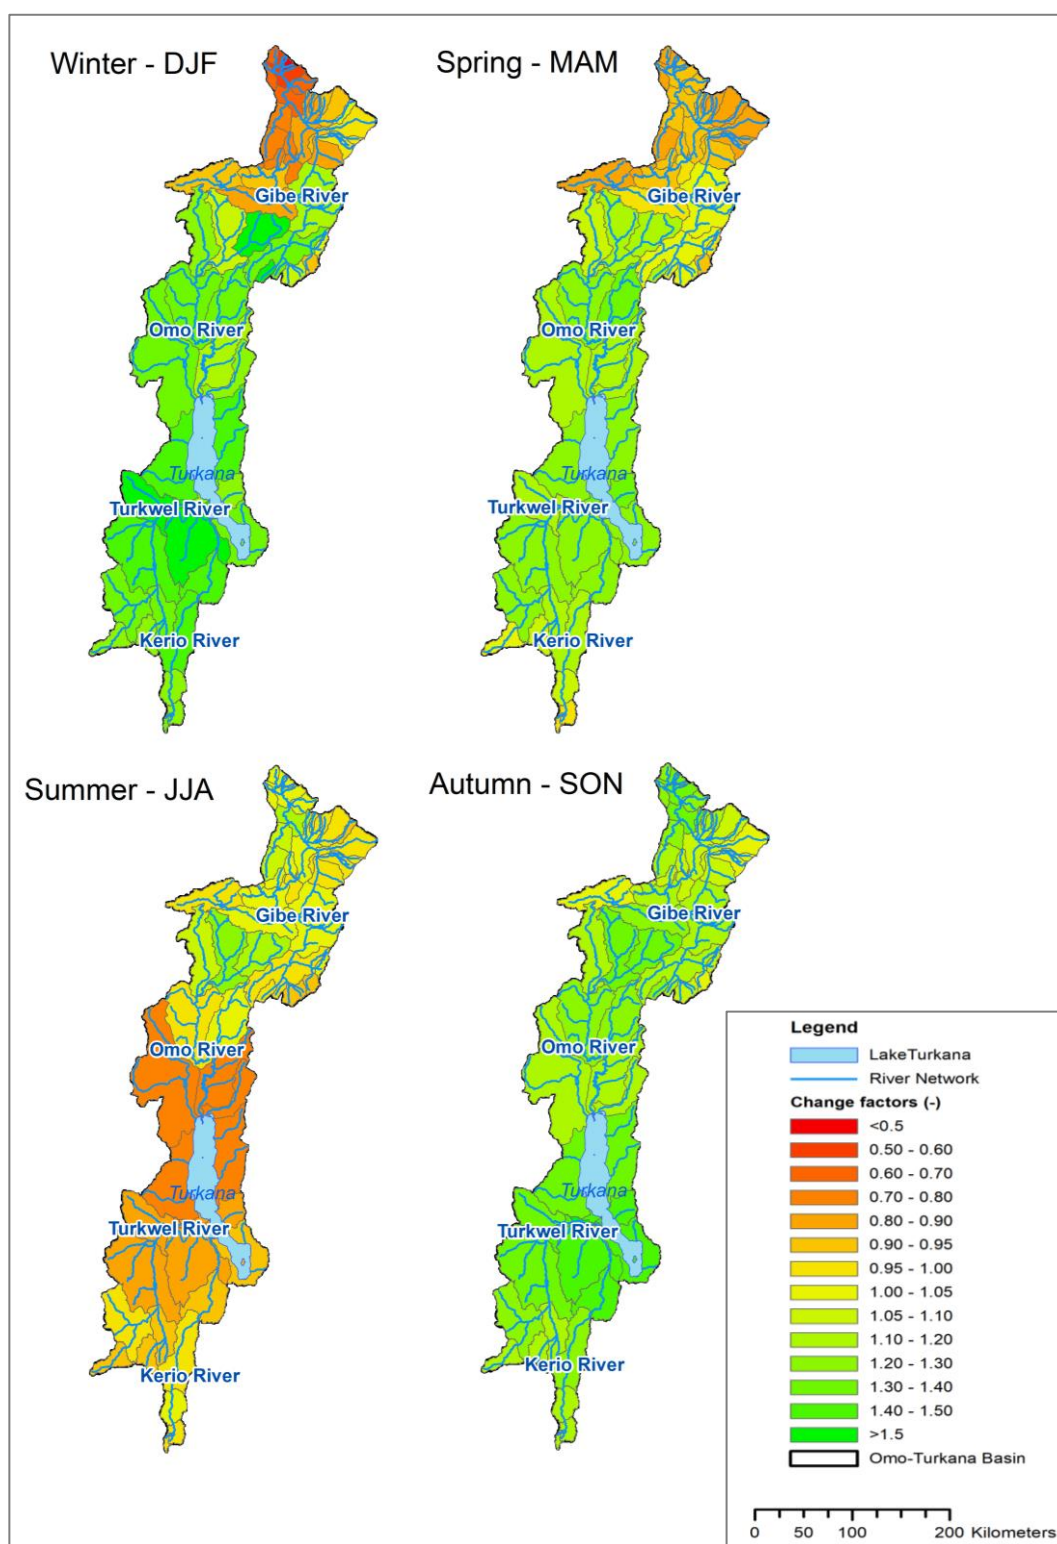 Winter - DJF
Spring - MAM
Gibe River
Gibe River
Omo River
Omo River
Turkana
Turkana
Turkwel River
Turkwel River
Kerio River
Kerio River
Summer - JJA
Autumn - SON
Gibe River
Gibe River
Omo River
Omo River
Turkana
Turkana
Turkwel River
Turkwel River
Kerio River
Kerio River
Legend
LakeTurkana
River Network
Change factors (-)
<0.5
0.50 - 0.60
0.60 - 0.70
0.70 - 0.80
0.80 - 0.90
0.90 - 0.95
0.95 - 1.00
1.00 - 1.05
1.05 - 1.10
1.10 - 1.20
1.20 - 1.30
1.30 - 1.40
1.40 - 1.50
>1.5
Omo-Turkana Basin
0 50 100 200 Kilometers